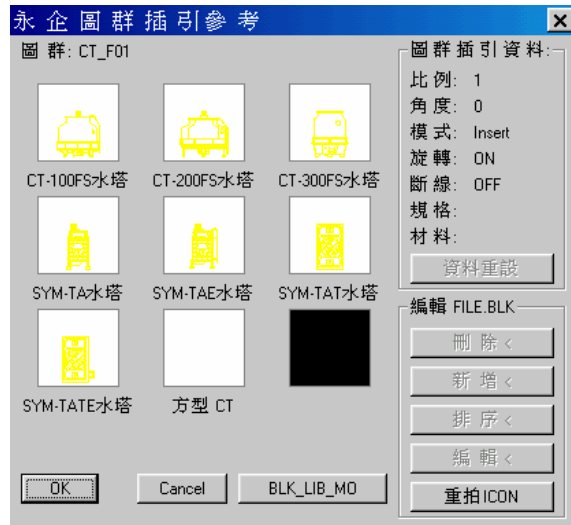 永企圖群插引參考
圖 群: CT_F01
CT-100FS水塔 CT-200FS水塔 CT-300FS水塔
SYM-TA水塔 SYM-TAE水塔 SYM-TAT水塔
SYM-TATE水塔 方型 CT
OK Cancel BLK_LIB_MO
圖群插引資料:
比例: 1
角度: 0
模式: Insert
旋轉: ON
斷線: OFF
規格:
材料:
資料重設
編輯 FILE.BLK
刪 除 <
新 增 <
排 序 <
編 輯 <
重拍ICON